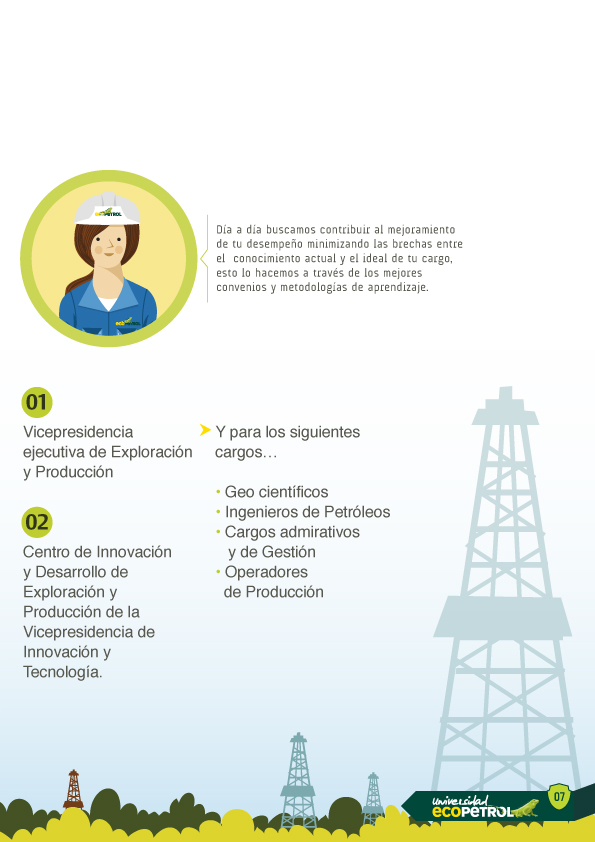 ecoPETROL
Día a día buscamos contribuir al mejoramiento
de tu desempeño minimizando las brechas entre
el conocimiento actual y el ideal de tu cargo,
esto lo hacemos a través de los mejores
convenios y metodologías de aprendizaje.
ecoPETROL
01
Vicepresidencia
ejecutiva de Exploración
y Producción
02
Centro de Innovación
y Desarrollo de
Exploración y
Producción de la
Vicepresidencia de
Innovación y
Tecnología.
Y para los siguientes
cargos…
• Geo científicos
• Ingenieros de Petróleos
• Cargos admirativos
y de Gestión
• Operadores
de Producción
Universidad
ecoPETROL
07